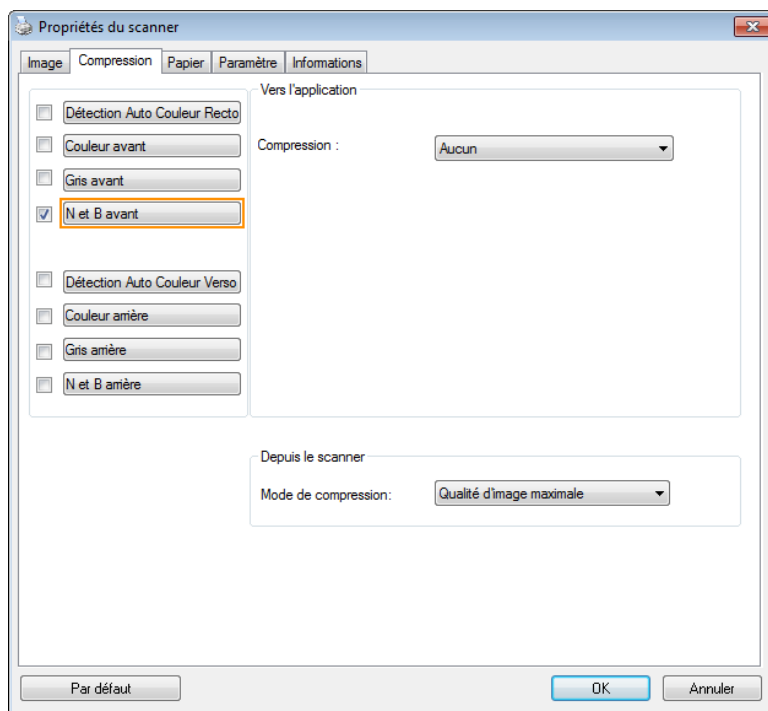 Propriétés du scanner
Image Compression Papier Paramètre Informations
Détection Auto Couleur Recto
Couleur avant
Gris avant
N et B avant
Détection Auto Couleur Verso
Couleur arrière
Gris arrière
N et B arrière
Vers l'application
Compression : Aucun
Depuis le scanner
Mode de compression: Qualité d'image maximale
Par défaut OK Annuler